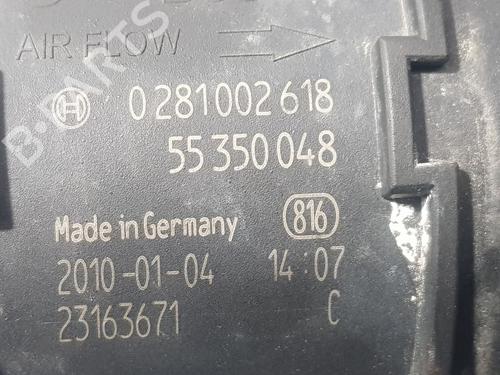 AIR FLOW
0 281 002 618
55 350 048
Made in Germany 816
2010-01-04 14:07
23163671 C
B-PARTS